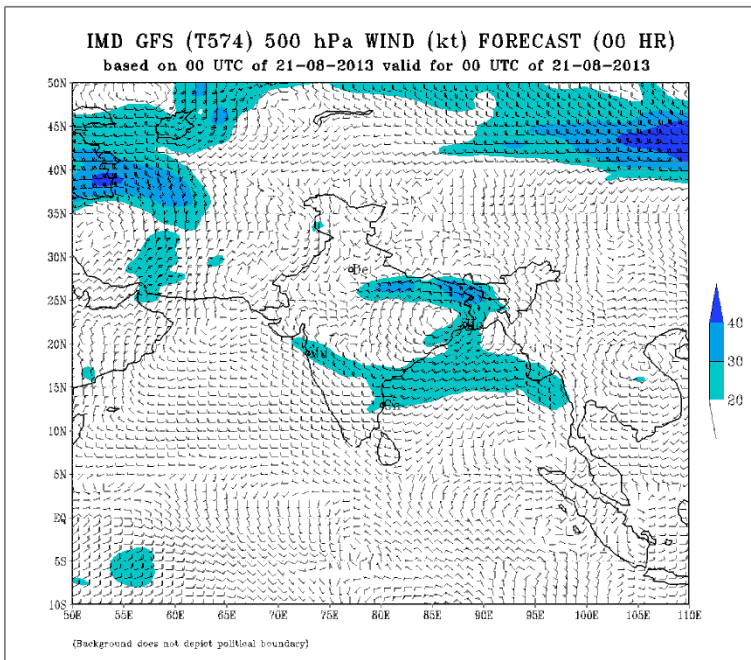 IMD GFS (T574) 500 hPa WIND (kt) FORECAST (00 HR)
based on 00 UTC of 21-08-2013 valid for 00 UTC of 21-08-2013
50N
45N
40N
35N
30N
25N
20N
15N
10N
5N
EQ
5S
10S
50E 55E 60E 65E 70E 75E 80E 85E 90E 95E 100E 105E 110E
De
40
30
20
(Background does not depict political boundary)